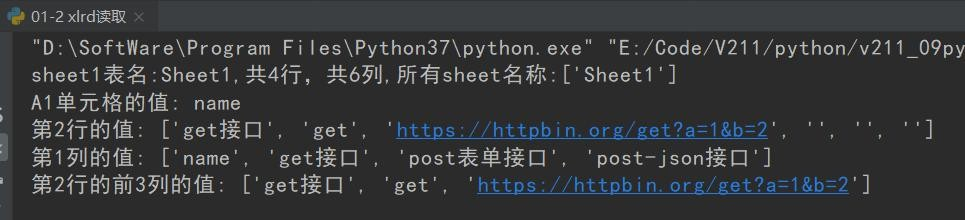 01-2 xlrd读取
"D:\SoftWare\Program Files\Python37\python.exe" "E:/Code/V211/python/v211_09py
sheet1表名:Sheet1,共4行，共6列,所有sheet名称:['Sheet1']
A1单元格的值: name
第2行的值: ['get接口', 'get', 'https://httpbin.org/get?a=1&b=2', '', '', '']
第1列的值: ['name', 'get接口', 'post表单接口', 'post-json接口']
第2行的前3列的值: ['get接口', 'get', 'https://httpbin.org/get?a=1&b=2']